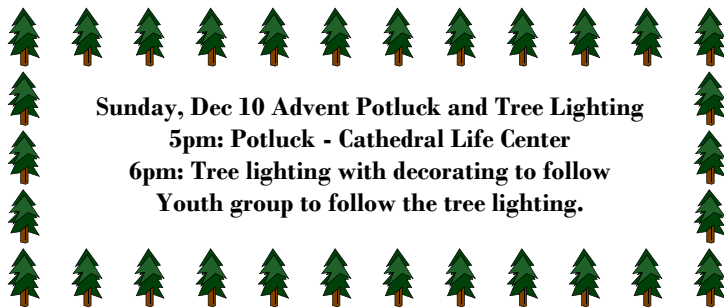 Sunday, Dec 10 Advent Potluck and Tree Lighting
5pm: Potluck - Cathedral Life Center
6pm: Tree lighting with decorating to follow
Youth group to follow the tree lighting.